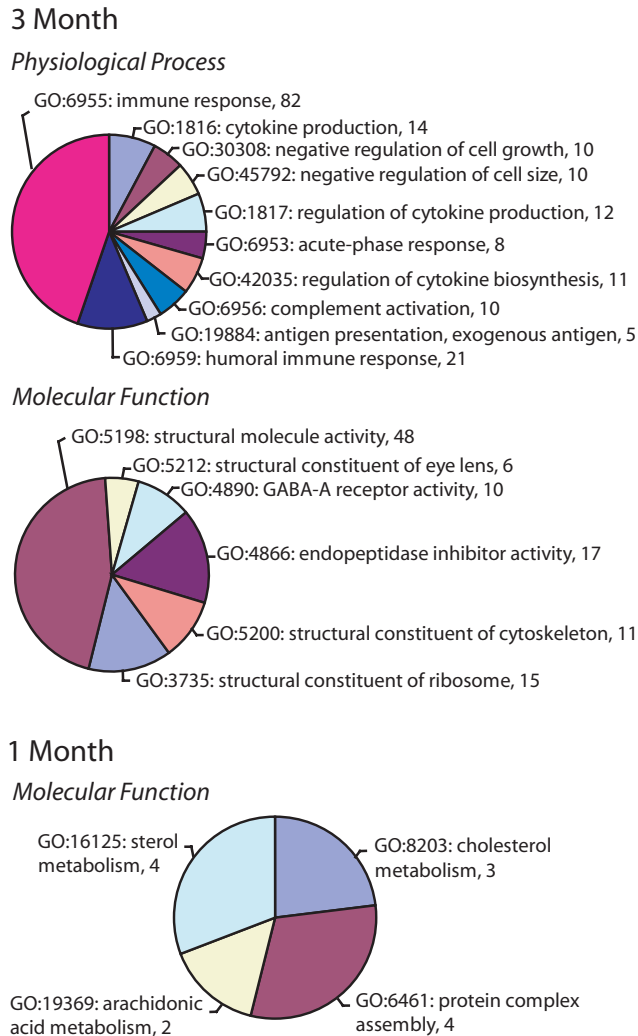 3 Month
Physiological Process
GO:6955: immune response, 82
GO:1816: cytokine production, 14
GO:30308: negative regulation of cell growth, 10
GO:45792: negative regulation of cell size, 10
GO:1817: regulation of cytokine production, 12
GO:6953: acute-phase response, 8
GO:42035: regulation of cytokine biosynthesis, 11
GO:6956: complement activation, 10
GO:19884: antigen presentation, exogenous antigen, 5
GO:6959: humoral immune response, 21
Molecular Function
GO:5198: structural molecule activity, 48
GO:5212: structural constituent of eye lens, 6
GO:4890: GABA-A receptor activity, 10
GO:4866: endopeptidase inhibitor activity, 17
GO:5200: structural constituent of cytoskeleton, 11
GO:3735: structural constituent of ribosome, 15
1 Month
Molecular Function
GO:16125: sterol
metabolism, 4
GO:8203: cholesterol
metabolism, 3
GO:19369: arachidonic
acid metabolism, 2
GO:6461: protein complex
assembly, 4